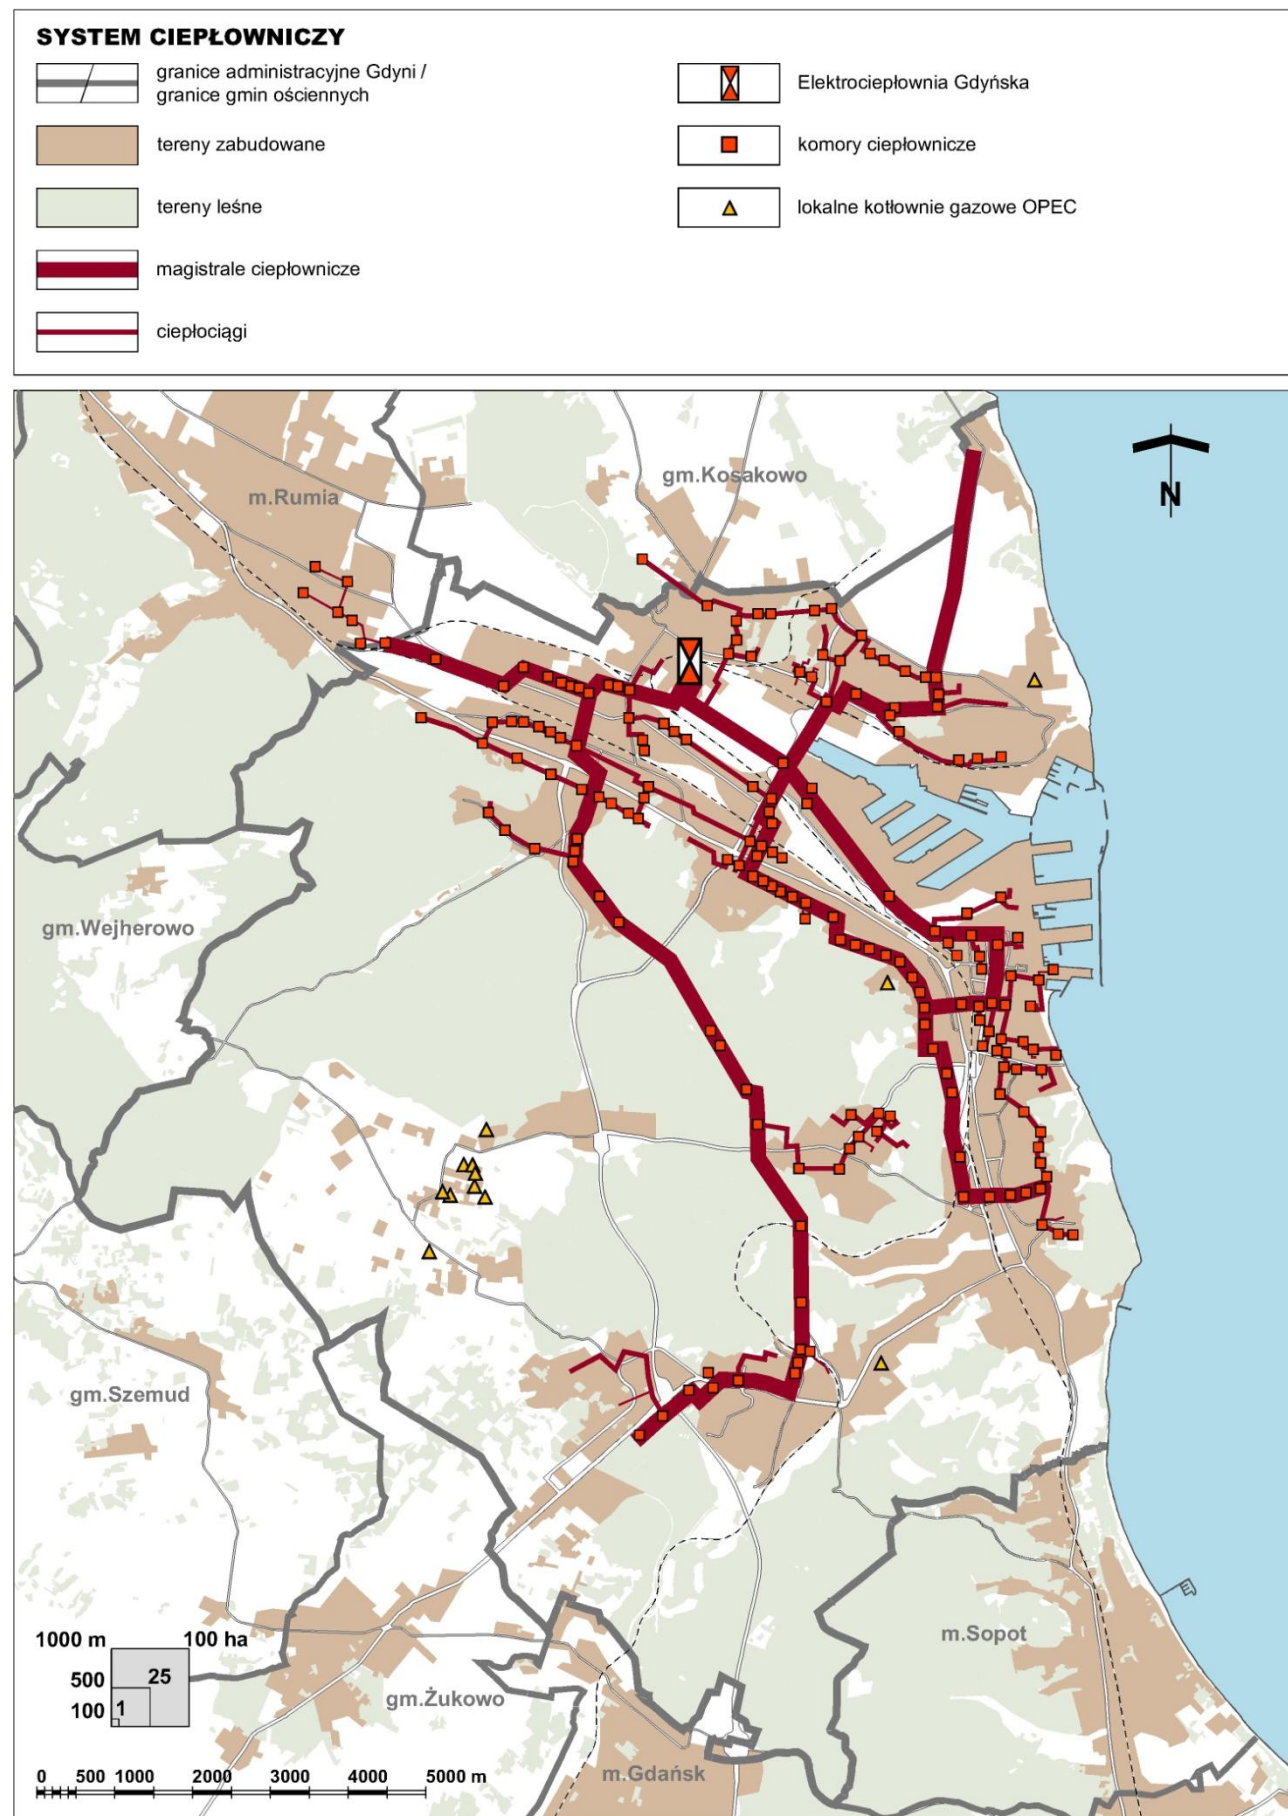 SYSTEM CIEPŁOWNICZY
granice administracyjne Gdyni /
granice gmin ościennych
tereny zabudowane
tereny leśne
magistrale ciepłownicze
ciepłociągi
Elektrociepłownia Gdyńska
komory ciepłownicze
lokalne kotłownie gazowe OPEC
gm.Kosakowo
m.Rumia
N
gm.Wejherowo
gm.Szemud
m.Sopot
gm.Żukowo
m.Gdańsk
1000 m 100 ha
500 25
100 1
0 500 1000 2000 3000 4000 5000 m